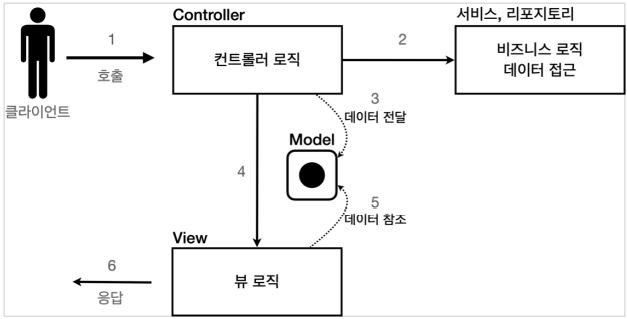 Controller
서비스, 리포지토리
1
호출
클라이언트
컨트롤러 로직
2
비즈니스 로직
데이터 접근
3
데이터 전달
Model
4
5
데이터 참조
View
뷰 로직
6
응답